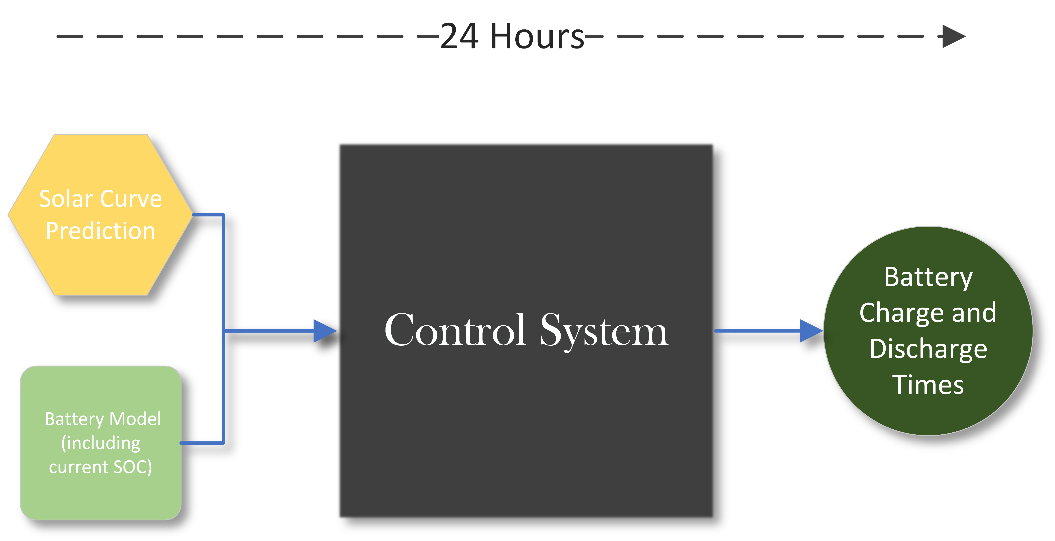 24 Hours
Solar Curve
Prediction
Control System
Battery
Charge and
Discharge
Times
Battery Model
(including
current SOC)